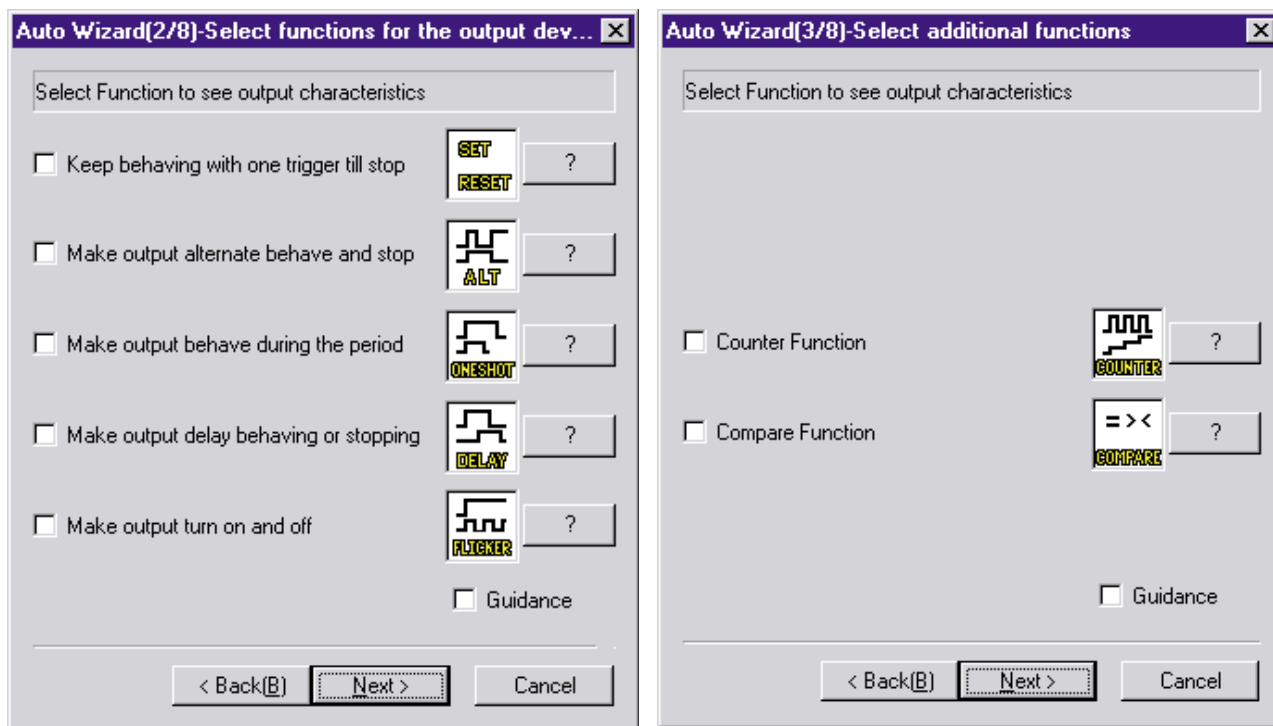 Auto Wizard(2/8)-Select functions for the output dev...
Select Function to see output characteristics
Keep behaving with one trigger till stop
SET
RESET
?
Make output alternate behave and stop
ALT
?
Make output behave during the period
ONESHOT
?
Make output delay behaving or stopping
DELAY
?
Make output turn on and off
FLICKER
?
Guidance
< Back(B)
Next >
Cancel
Auto Wizard(3/8)-Select additional functions
Select Function to see output characteristics
Counter Function
COUNTER
?
Compare Function
= > <
COMPARE
?
Guidance
< Back(B)
Next >
Cancel